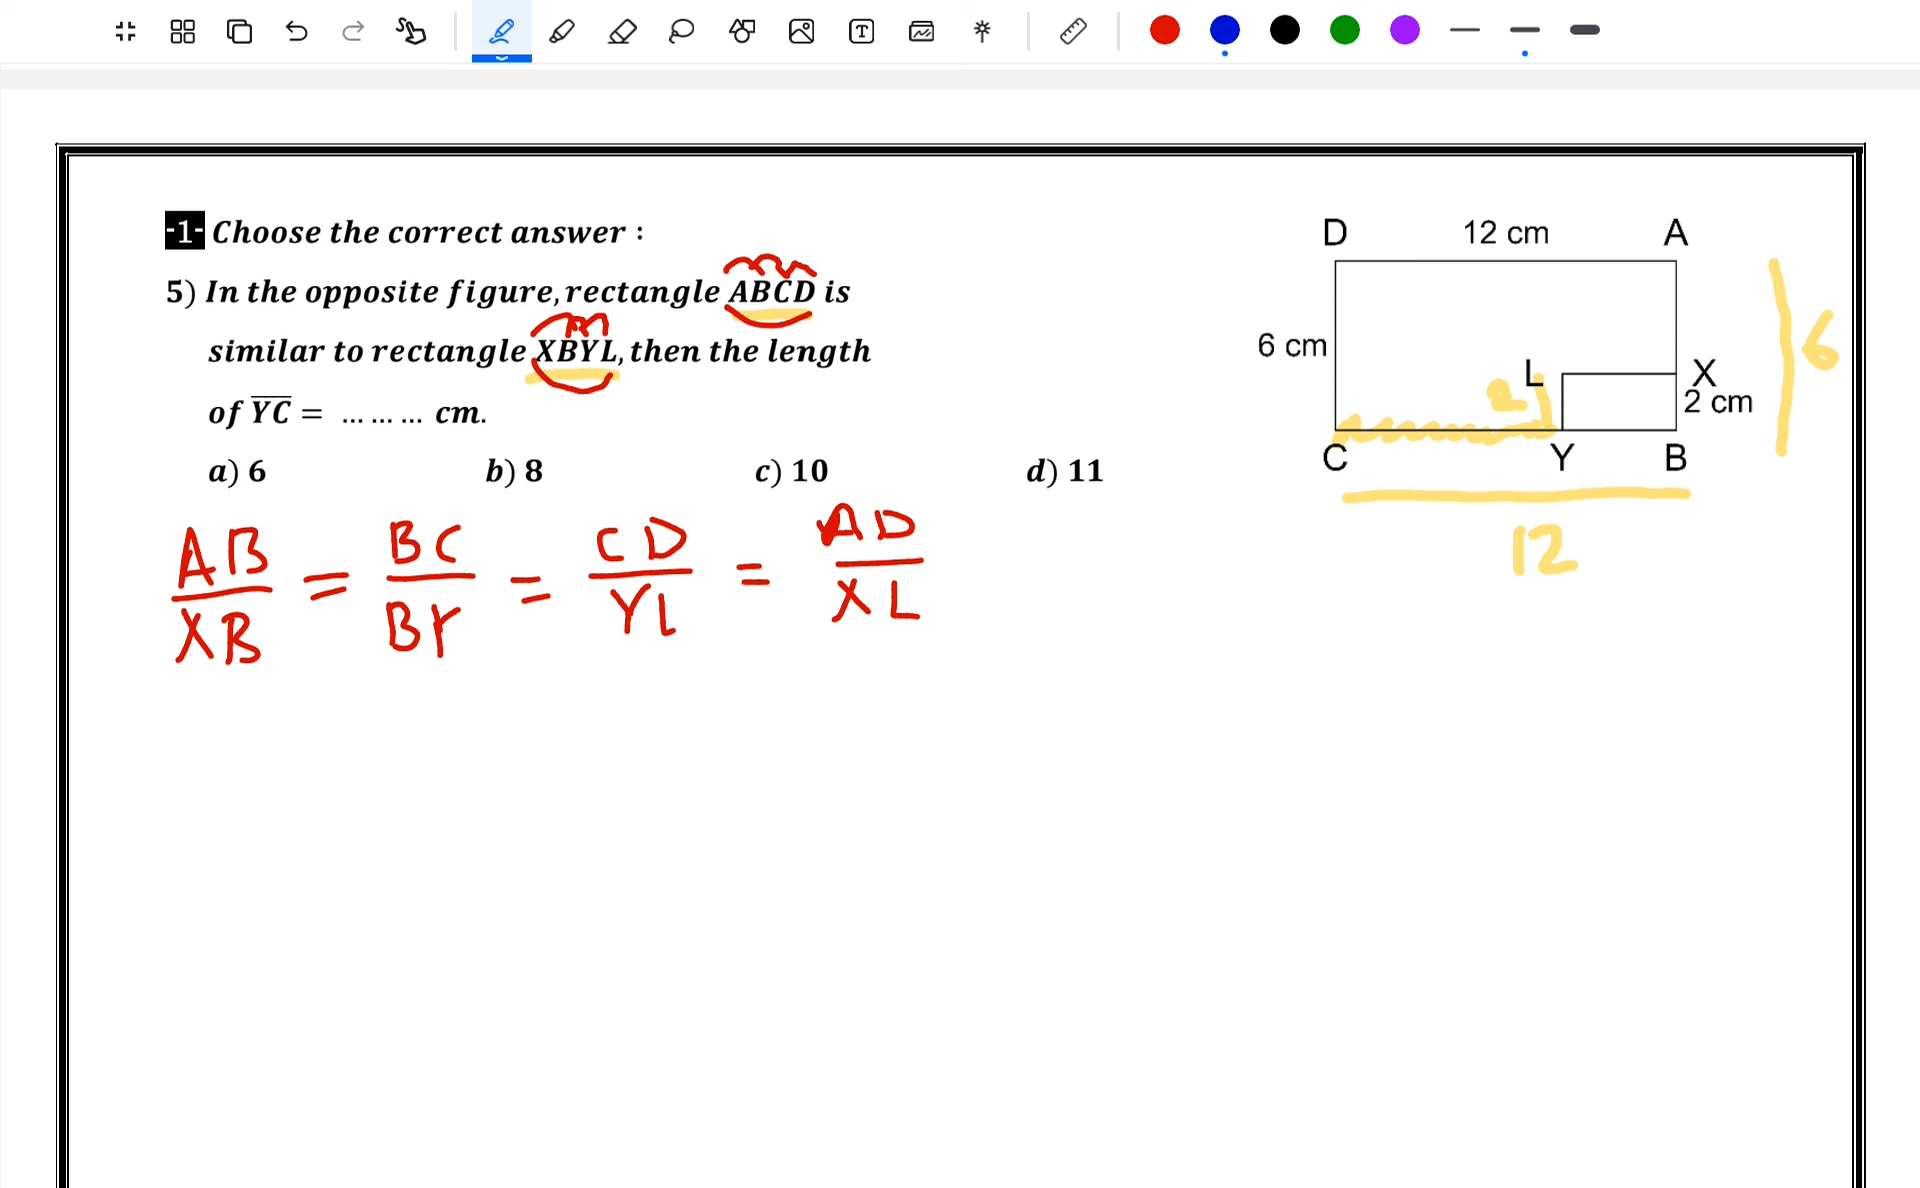 -1- Choose the correct answer :
5) In the opposite figure, rectangle ABCD is
similar to rectangle XBYL, then the length
of YC = ... ... ... cm.
a) 6 b) 8 c) 10 d) 11
D 12 cm A
6 cm
L X
2 cm
C Y B
2
6
12
AB/XB = BC/BY = CD/YL = AD/XL